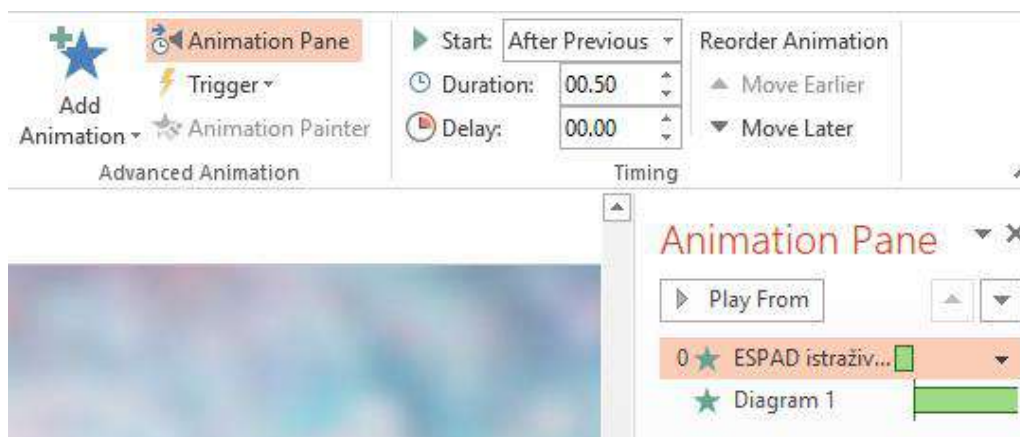 Add
Animation
Animation Pane
Trigger
Animation Painter
Advanced Animation
Start: After Previous
Duration: 00.50
Delay: 00.00
Timing
Reorder Animation
Move Earlier
Move Later
Animation Pane
Play From
0 ESPAD istraživ...
Diagram 1